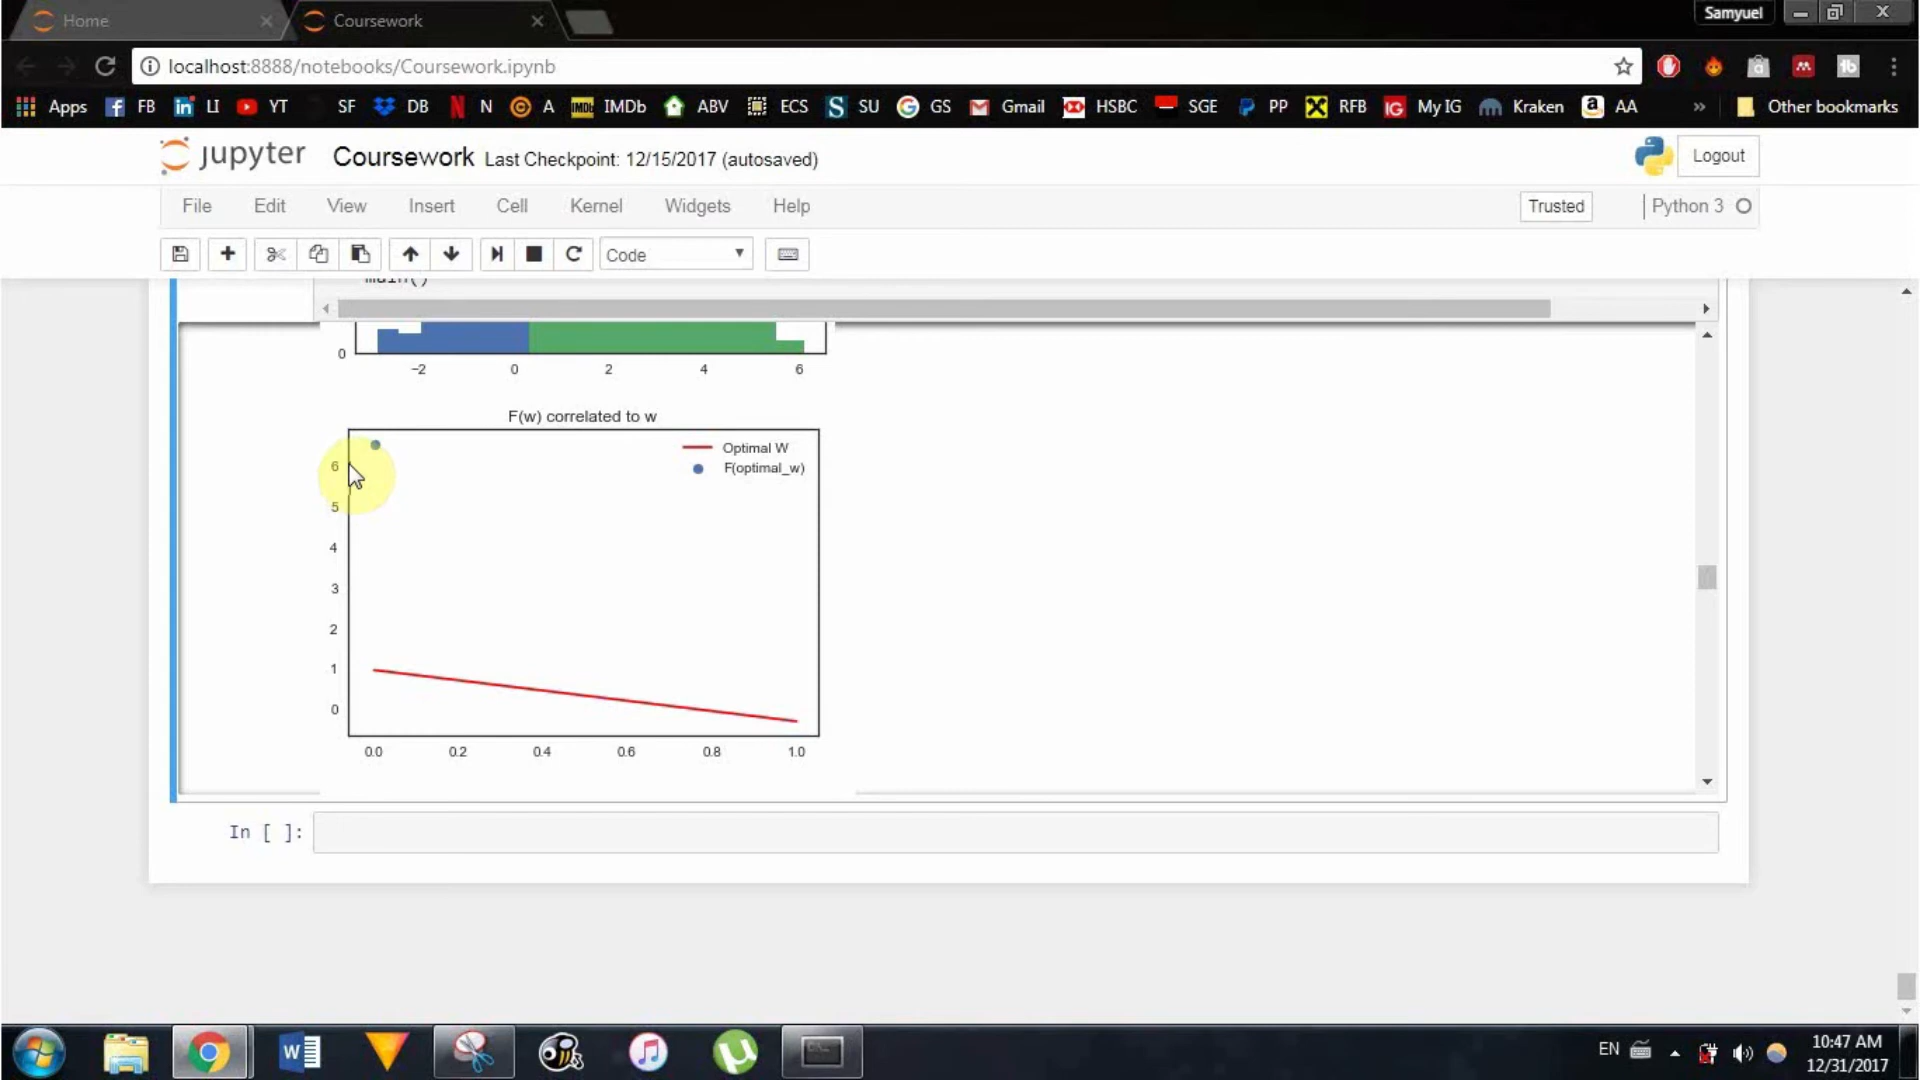 Home
Coursework
Samyuel
localhost:8888/notebooks/Coursework.ipynb
Apps FB LI YT SF DB N A IMDb ABV ECS SU GS Gmail HSBC SGE PP RFB My IG Kraken AA » Other bookmarks
jupyter Coursework Last Checkpoint: 12/15/2017 (autosaved)
Logout
File Edit View Insert Cell Kernel Widgets Help
Trusted
Python 3
Code
main()
0
−2 0 2 4 6
F(w) correlated to w
Optimal W
F(optimal_w)
6
5
4
3
2
1
0
0.0 0.2 0.4 0.6 0.8 1.0
In [ ]:
EN
10:47 AM
12/31/2017